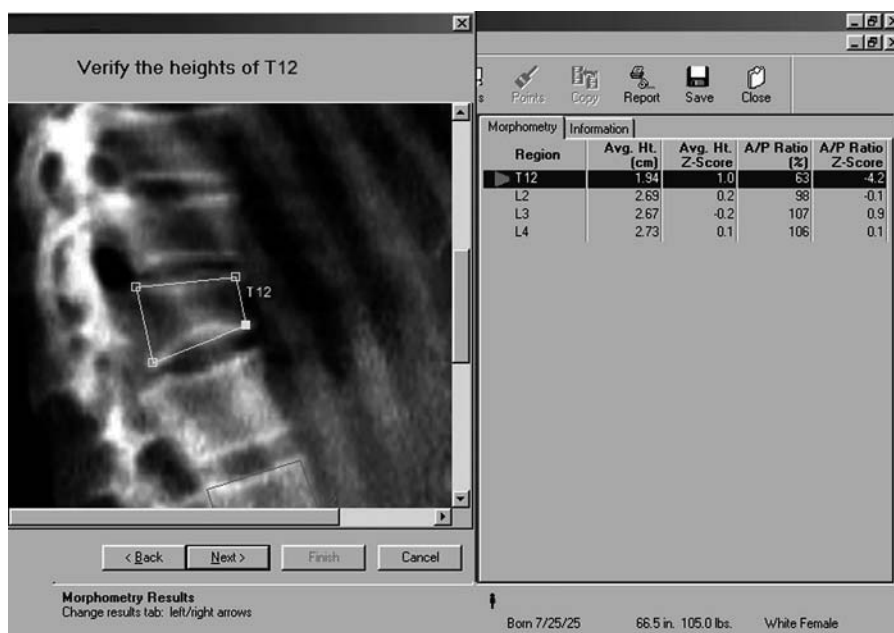 Verify the heights of T12
s Points Copy Report Save Close
Morphometry Information
Region Avg. Ht. (cm) Avg. Ht. Z-Score A/P Ratio (%) A/P Ratio Z-Score
T12 1.94 1.0 63 -4.2
L2 2.69 0.2 98 -0.1
L3 2.67 -0.2 107 0.9
L4 2.73 0.1 106 0.1
T12
< Back Next > Finish Cancel
Morphometry Results
Change results tab: left/right arrows
Born 7/25/25 66.5 in. 105.0 lbs. White Female